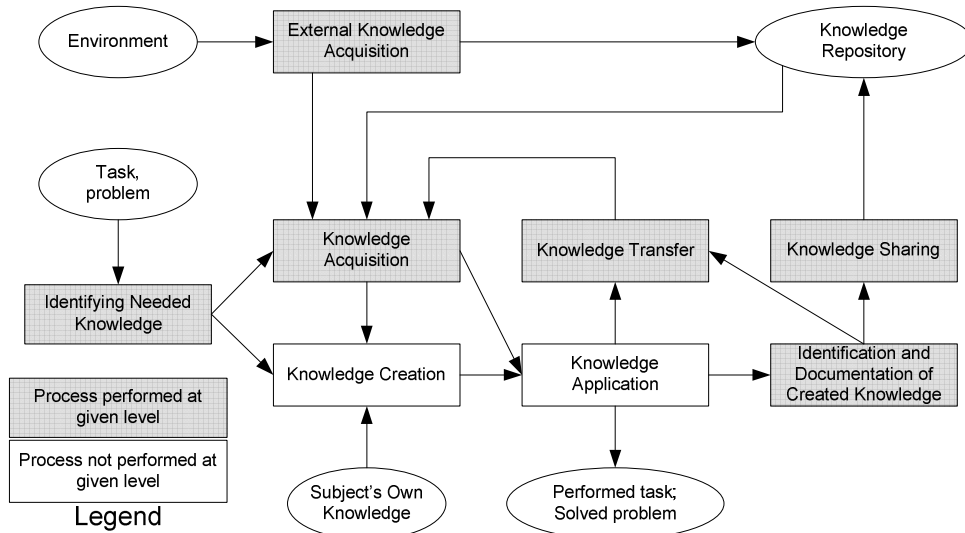 Environment
External Knowledge
Acquisition
Knowledge
Repository
Task,
problem
Knowledge
Acquisition
Knowledge Transfer
Knowledge Sharing
Identifying Needed
Knowledge
Knowledge Creation
Knowledge
Application
Identification and
Documentation of
Created Knowledge
Process performed at
given level
Process not performed at
given level
Legend
Subject's Own
Knowledge
Performed task;
Solved problem